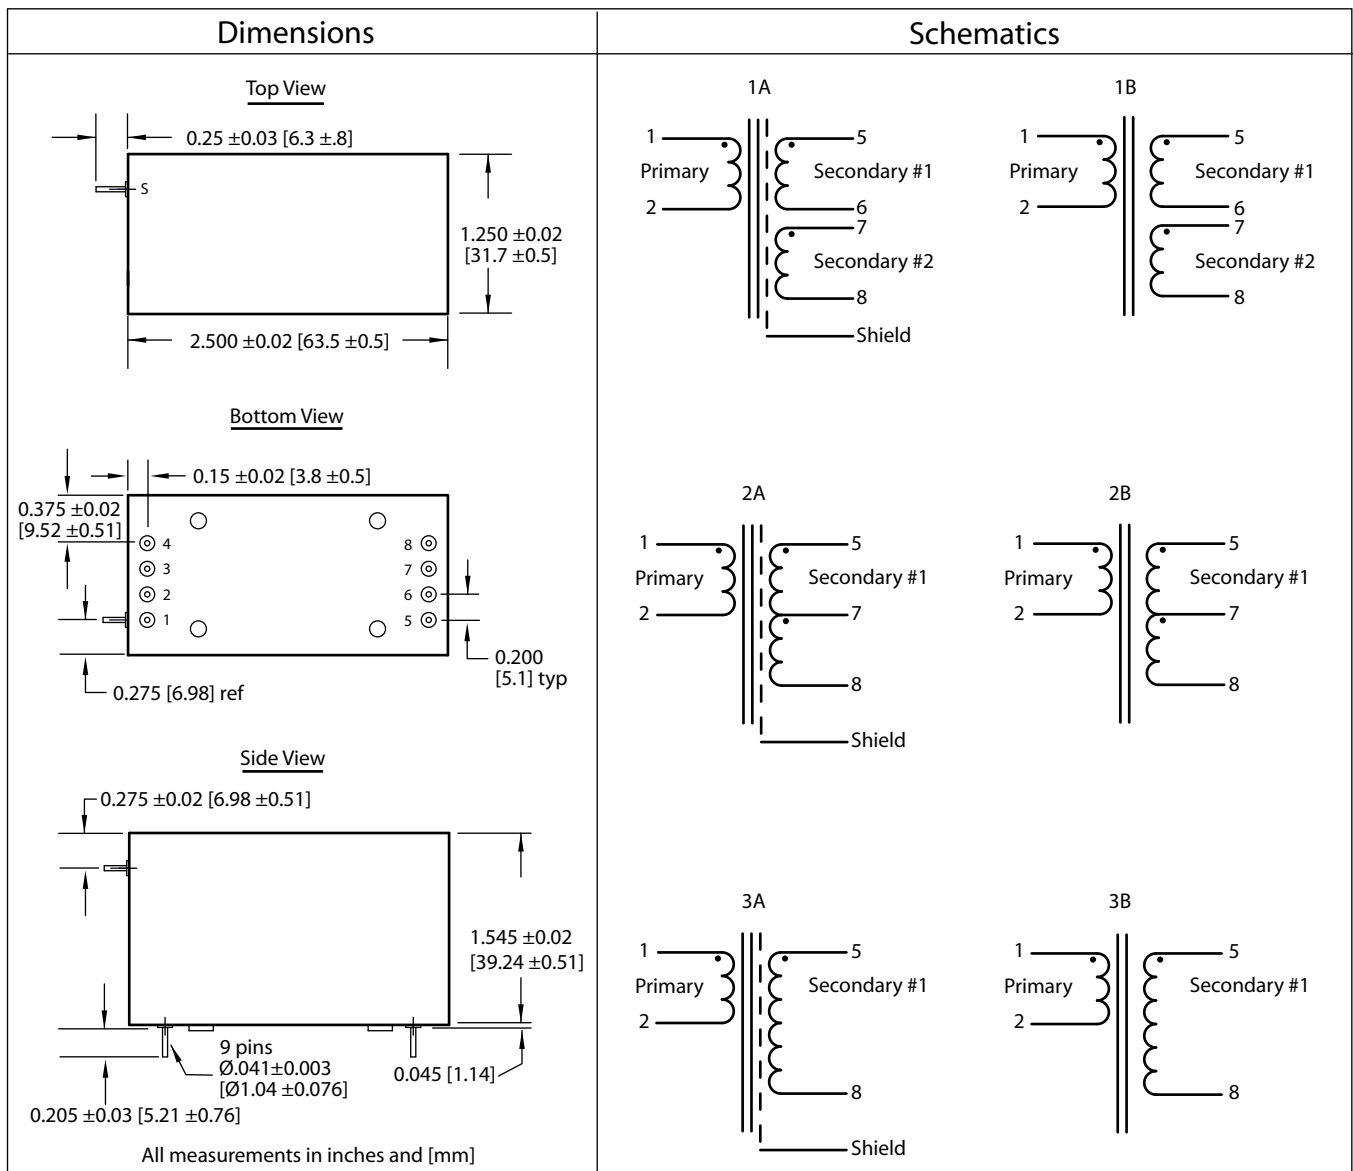 Dimensions
Top View
0.25 ±0.03 [6.3 ±.8]
S
1.250 ±0.02
[31.7 ±0.5]
2.500 ±0.02 [63.5 ±0.5]
Bottom View
0.15 ±0.02 [3.8 ±0.5]
0.375 ±0.02
[9.52 ±0.51]
4
3
2
1
8
7
6
5
0.200
[5.1] typ
0.275 [6.98] ref
Side View
0.275 ±0.02 [6.98 ±0.51]
1.545 ±0.02
[39.24 ±0.51]
9 pins
Ø.041±0.003
[Ø1.04 ±0.076]
0.045 [1.14]
0.205 ±0.03 [5.21 ±0.76]
All measurements in inches and [mm]
Schematics
1A
1
Primary
2
5
Secondary #1
6
7
Secondary #2
8
Shield
1B
1
Primary
2
5
Secondary #1
6
7
Secondary #2
8
2A
1
Primary
2
5
Secondary #1
7
8
Shield
2B
1
Primary
2
5
Secondary #1
7
8
3A
1
Primary
2
5
Secondary #1
8
Shield
3B
1
Primary
2
5
Secondary #1
8